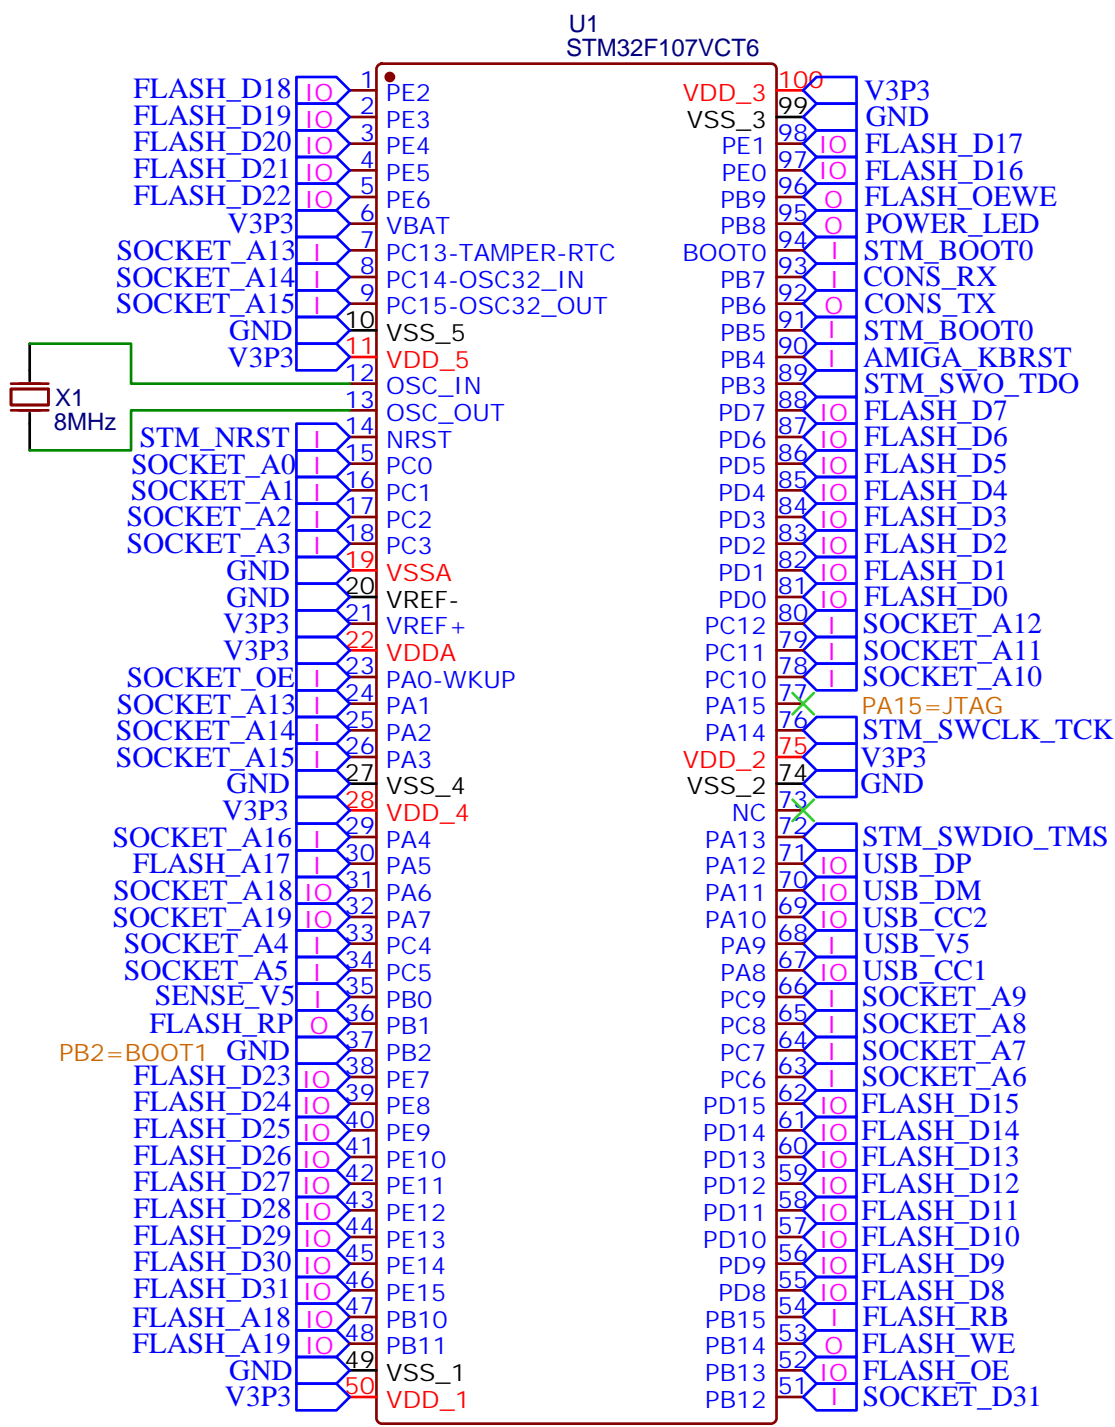 U1
STM32F107VCT6
FLASH_D18 IO 1 PE2 VDD_3 100 V3P3
FLASH_D19 IO 2 PE3 VSS_3 99 GND
FLASH_D20 IO 3 PE4 PE1 98 IO FLASH_D17
FLASH_D21 IO 4 PE5 PE0 97 IO FLASH_D16
FLASH_D22 IO 5 PE6 PB9 96 O FLASH_OEWE
V3P3 6 VBAT PB8 95 O POWER_LED
SOCKET_A13 I 7 PC13-TAMPER-RTC BOOT0 94 I STM_BOOT0
SOCKET_A14 I 8 PC14-OSC32_IN PB7 93 I CONS_RX
SOCKET_A15 I 9 PC15-OSC32_OUT PB6 92 O CONS_TX
GND 10 VSS_5 PB5 91 I STM_BOOT0
V3P3 11 VDD_5 PB4 90 I AMIGA_KBRST
12 OSC_IN PB3 89 STM_SWO_TDO
X1
8MHz
13 OSC_OUT PD7 88 IO FLASH_D7
STM_NRST I 14 NRST PD6 87 IO FLASH_D6
SOCKET_A0 I 15 PC0 PD5 86 IO FLASH_D5
SOCKET_A1 I 16 PC1 PD4 85 IO FLASH_D4
SOCKET_A2 I 17 PC2 PD3 84 IO FLASH_D3
SOCKET_A3 I 18 PC3 PD2 83 IO FLASH_D2
GND 19 VSSA PD1 82 IO FLASH_D1
GND 20 VREF- PD0 81 IO FLASH_D0
V3P3 21 VREF+ PC12 80 I SOCKET_A12
V3P3 22 VDDA PC11 79 I SOCKET_A11
SOCKET_OE I 23 PA0-WKUP PC10 78 I SOCKET_A10
SOCKET_A13 I 24 PA1 PA15 77 PA15=JTAG
SOCKET_A14 I 25 PA2 PA14 76 STM_SWCLK_TCK
SOCKET_A15 I 26 PA3 VDD_2 75 V3P3
GND 27 VSS_4 VSS_2 74 GND
V3P3 28 VDD_4 NC 73
SOCKET_A16 I 29 PA4 PA13 72 STM_SWDIO_TMS
FLASH_A17 I 30 PA5 PA12 71 IO USB_DP
SOCKET_A18 IO 31 PA6 PA11 70 IO USB_DM
SOCKET_A19 IO 32 PA7 PA10 69 IO USB_CC2
SOCKET_A4 I 33 PC4 PA9 68 I USB_V5
SOCKET_A5 I 34 PC5 PA8 67 IO USB_CC1
SENSE_V5 I 35 PB0 PC9 66 I SOCKET_A9
FLASH_RP O 36 PB1 PC8 65 I SOCKET_A8
PB2=BOOT1 GND 37 PB2 PC7 64 I SOCKET_A7
FLASH_D23 IO 38 PE7 PC6 63 I SOCKET_A6
FLASH_D24 IO 39 PE8 PD15 62 IO FLASH_D15
FLASH_D25 IO 40 PE9 PD14 61 IO FLASH_D14
FLASH_D26 IO 41 PE10 PD13 60 IO FLASH_D13
FLASH_D27 IO 42 PE11 PD12 59 IO FLASH_D12
FLASH_D28 IO 43 PE12 PD11 58 IO FLASH_D11
FLASH_D29 IO 44 PE13 PD10 57 IO FLASH_D10
FLASH_D30 IO 45 PE14 PD9 56 IO FLASH_D9
FLASH_D31 IO 46 PE15 PD8 55 IO FLASH_D8
FLASH_A18 IO 47 PB10 PB15 54 I FLASH_RB
FLASH_A19 IO 48 PB11 PB14 53 O FLASH_WE
GND 49 VSS_1 PB13 52 IO FLASH_OE
V3P3 50 VDD_1 PB12 51 I SOCKET_D31